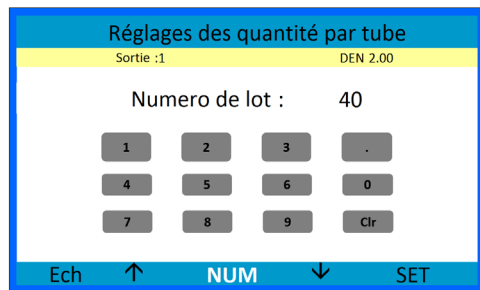 Réglages des quantité par tube
Sortie :1 DEN 2.00
Numero de lot : 40
1 2 3 .
4 5 6 0
7 8 9 Clr
Ech ↑ NUM ↓ SET